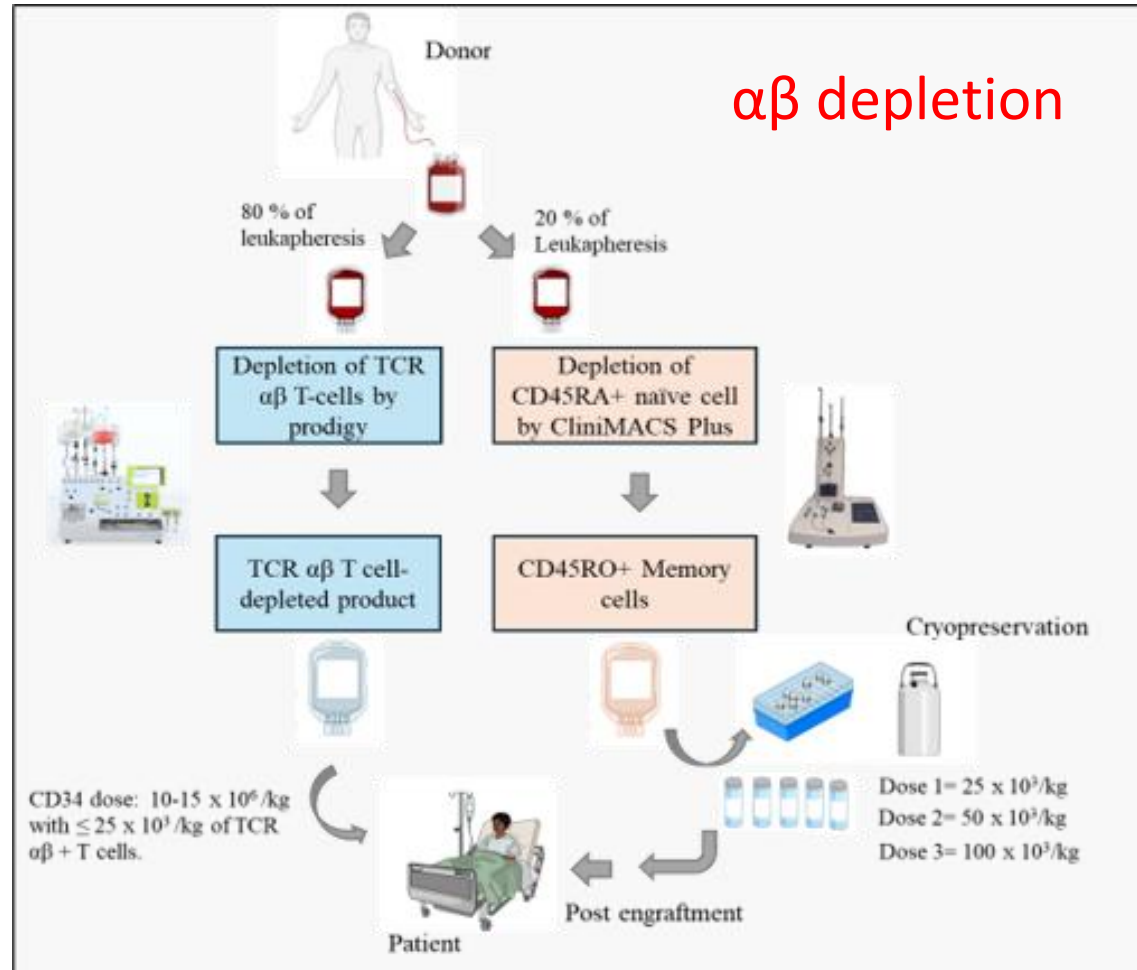 Donor
αβ depletion
80 % of
leukapheresis
20 % of
Leukapheresis
Depletion of TCR
αβ T-cells by
prodigy
Depletion of
CD45RA+ naïve cell
by CliniMACS Plus
TCR αβ T cell-
depleted product
CD45RO+ Memory
cells
Cryopreservation
CD34 dose: 10-15 x 10⁶/kg
with ≤ 25 x 10³/kg of TCR
αβ + T cells.
Dose 1= 25 x 10³/kg
Dose 2= 50 x 10³/kg
Dose 3= 100 x 10³/kg
Post engraftment
Patient